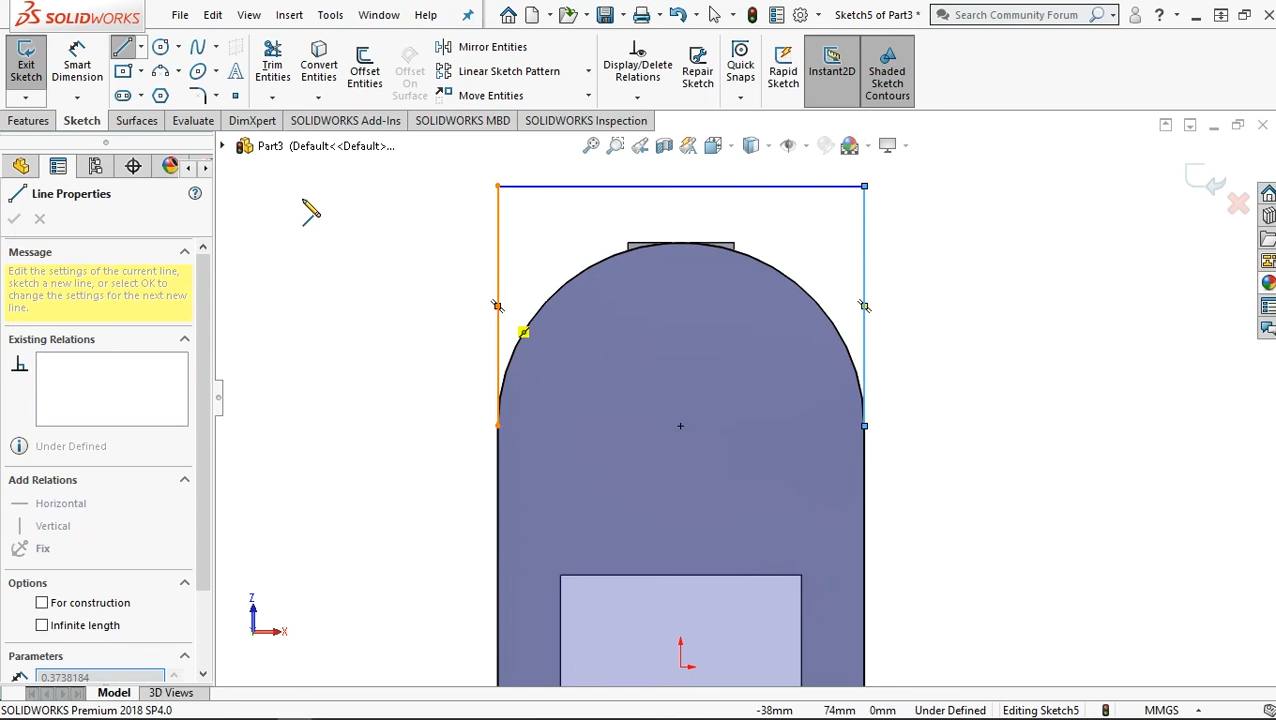 SOLIDWORKS File Edit View Insert Tools Window Help Sketch5 of Part3 * Search Community Forum ?
Exit Sketch
Smart Dimension
Trim Entities
Convert Entities
Offset Entities
Offset On Surface
Mirror Entities
Linear Sketch Pattern
Move Entities
Display/Delete Relations
Repair Sketch
Quick Snaps
Rapid Sketch
Instant2D
Shaded Sketch Contours
Features Sketch Surfaces Evaluate DimXpert SOLIDWORKS Add-Ins SOLIDWORKS MBD SOLIDWORKS Inspection
Part3 (Default<<Default>...
Line Properties
Message
Edit the settings of the current line,
sketch a new line, or select OK to
change the settings for the next new
line.
Existing Relations
Under Defined
Add Relations
Horizontal
Vertical
Fix
Options
For construction
Infinite length
Parameters
0.3738184
Z
X
Model 3D Views
SOLIDWORKS Premium 2018 SP4.0 -38mm 74mm 0mm Under Defined Editing Sketch5 MMGS